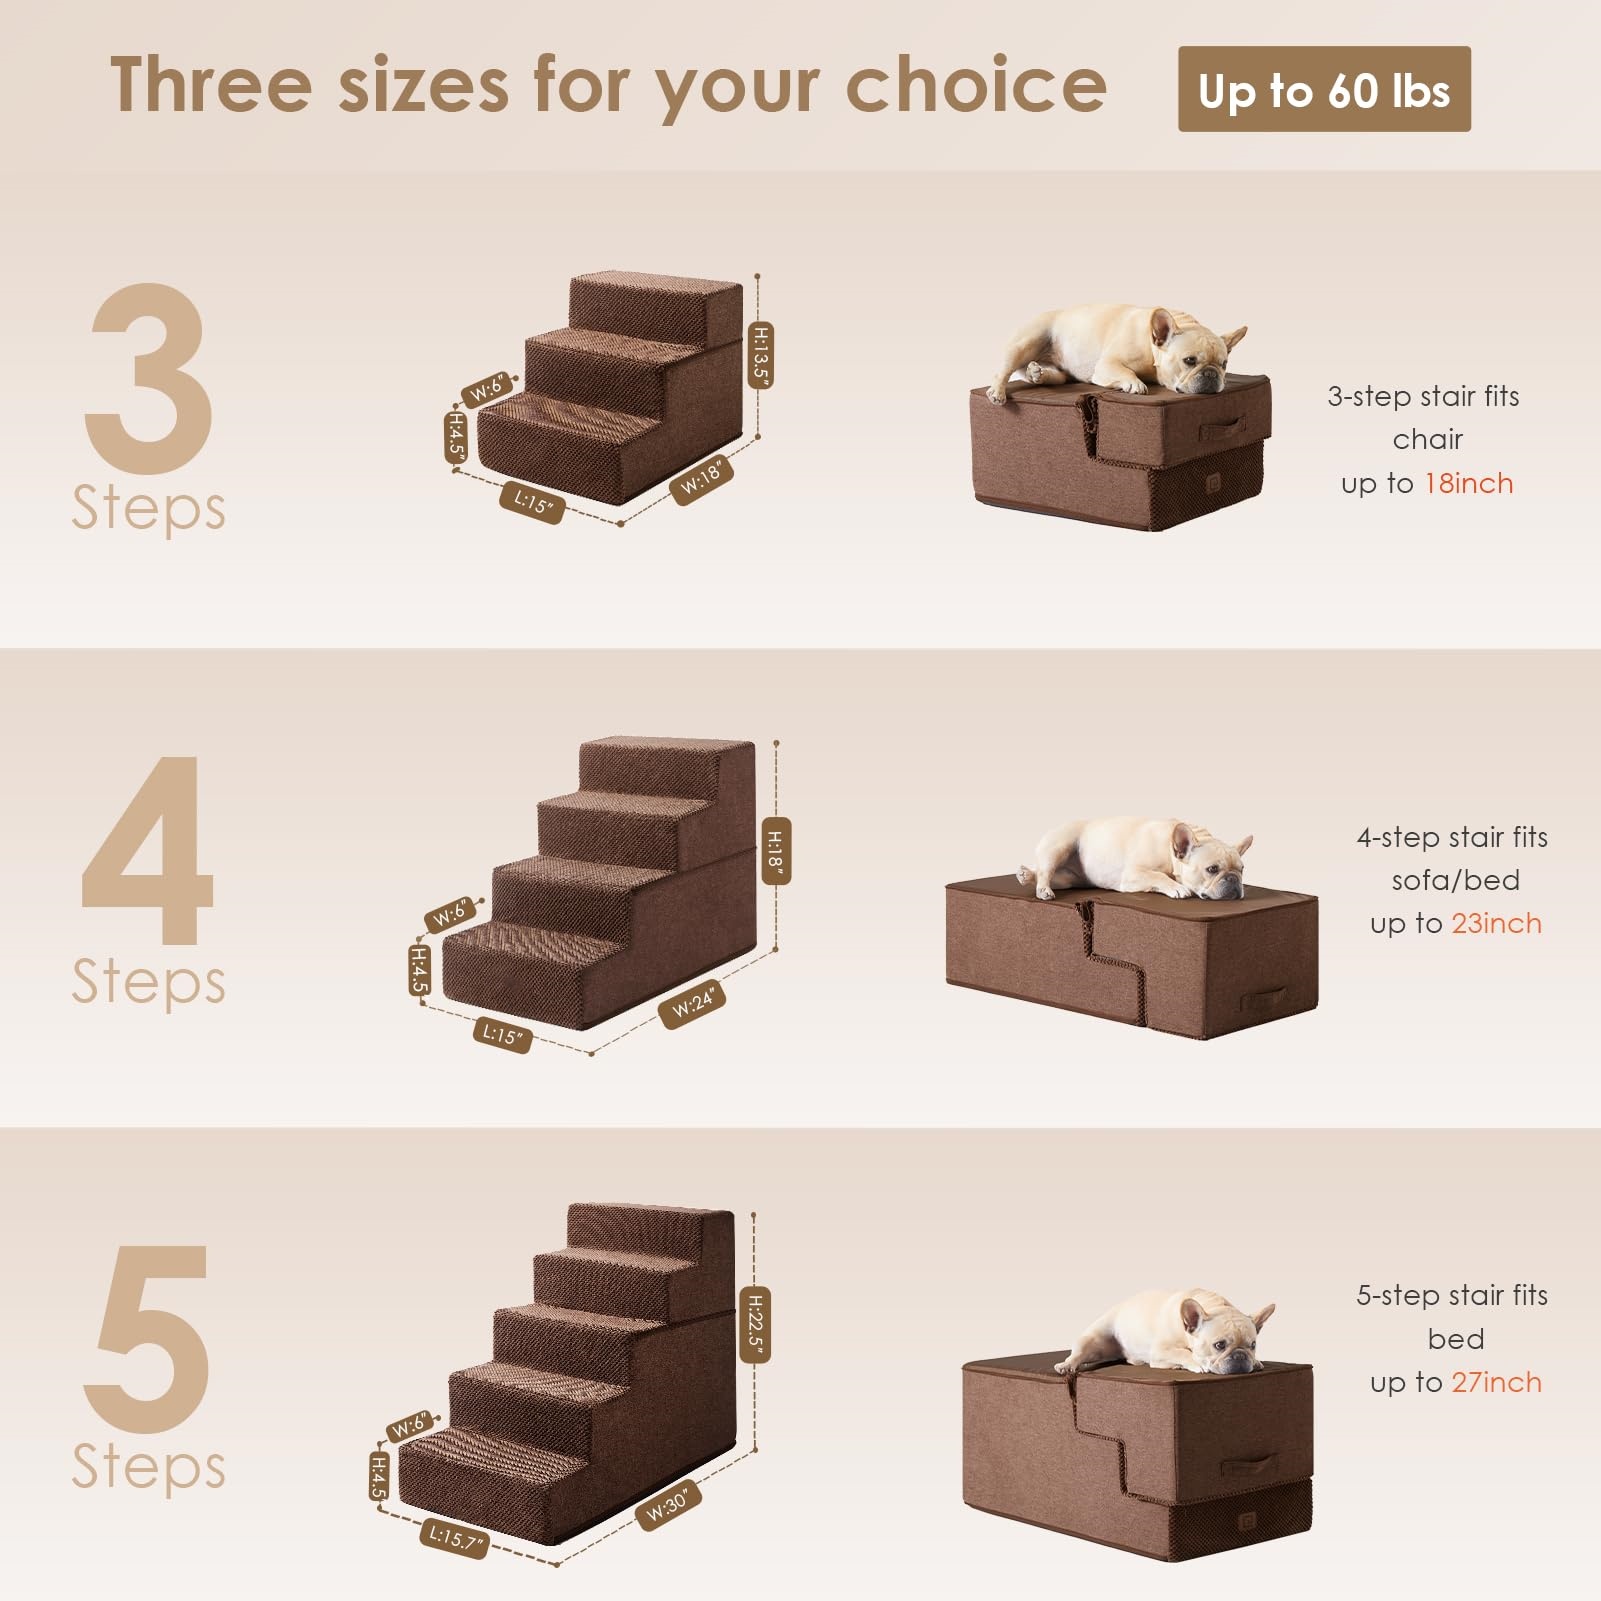 Three sizes for your choice
Up to 60 lbs
3
Steps
H:13.5"
W:6"
H:4.5"
L:15"
W:18"
3-step stair fits
chair
up to 18inch
4
Steps
H:18"
W:6"
H:4.5
L:15"
W:24"
4-step stair fits
sofa/bed
up to 23inch
5
Steps
H:22.5"
W:6"
H:4.5
L:15.7"
W:30"
5-step stair fits
bed
up to 27inch